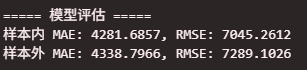 ===== 模型评估 =====
样本内 MAE: 4281.6857, RMSE: 7045.2612
样本外 MAE: 4338.7966, RMSE: 7289.1026